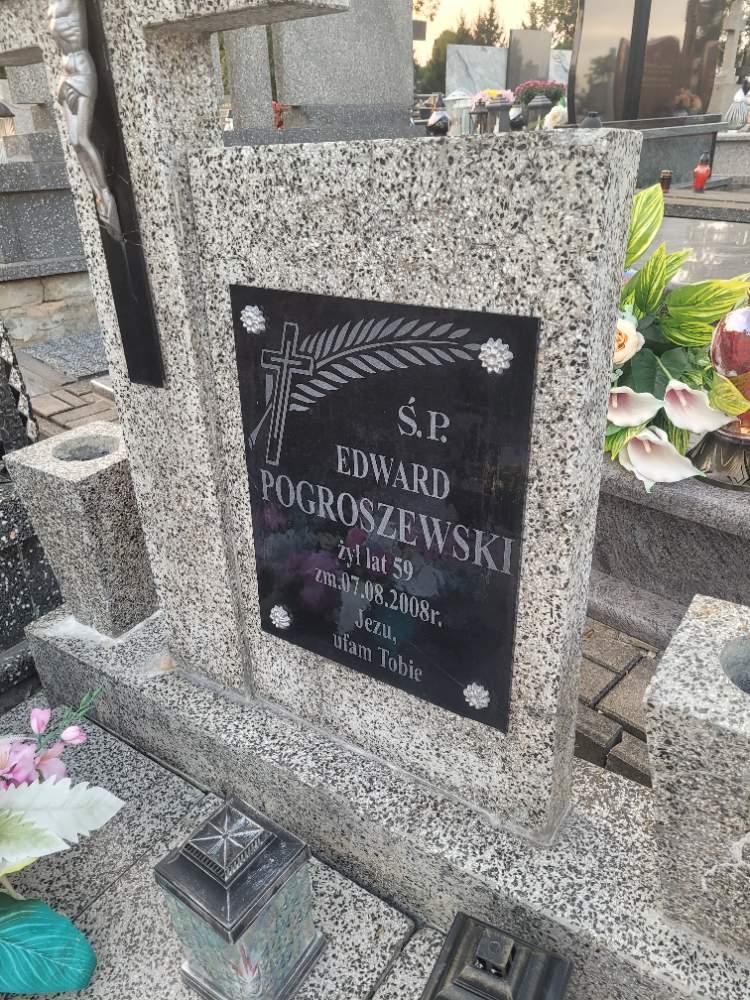 Ś.P.
EDWARD
POGROSZEWSKI
żył lat 59
zm.07.08.2008r.
Jezu,
ufam Tobie